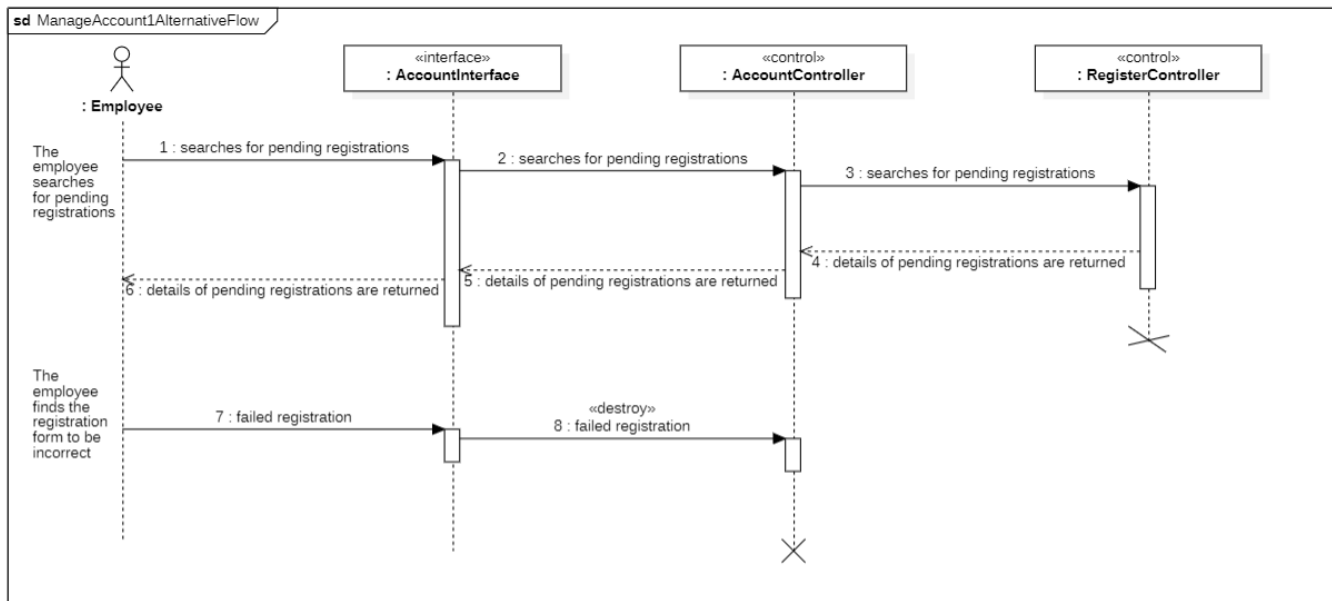 sd ManageAccount1AlternativeFlow
«interface»
: AccountInterface
«control»
: AccountController
«control»
: RegisterController
: Employee
The
employee
searches
for pending
registrations
1 : searches for pending registrations
2 : searches for pending registrations
3 : searches for pending registrations
4 : details of pending registrations are returned
5 : details of pending registrations are returned
6 : details of pending registrations are returned
The
employee
finds the
registration
form to be
incorrect
7 : failed registration
«destroy»
8 : failed registration